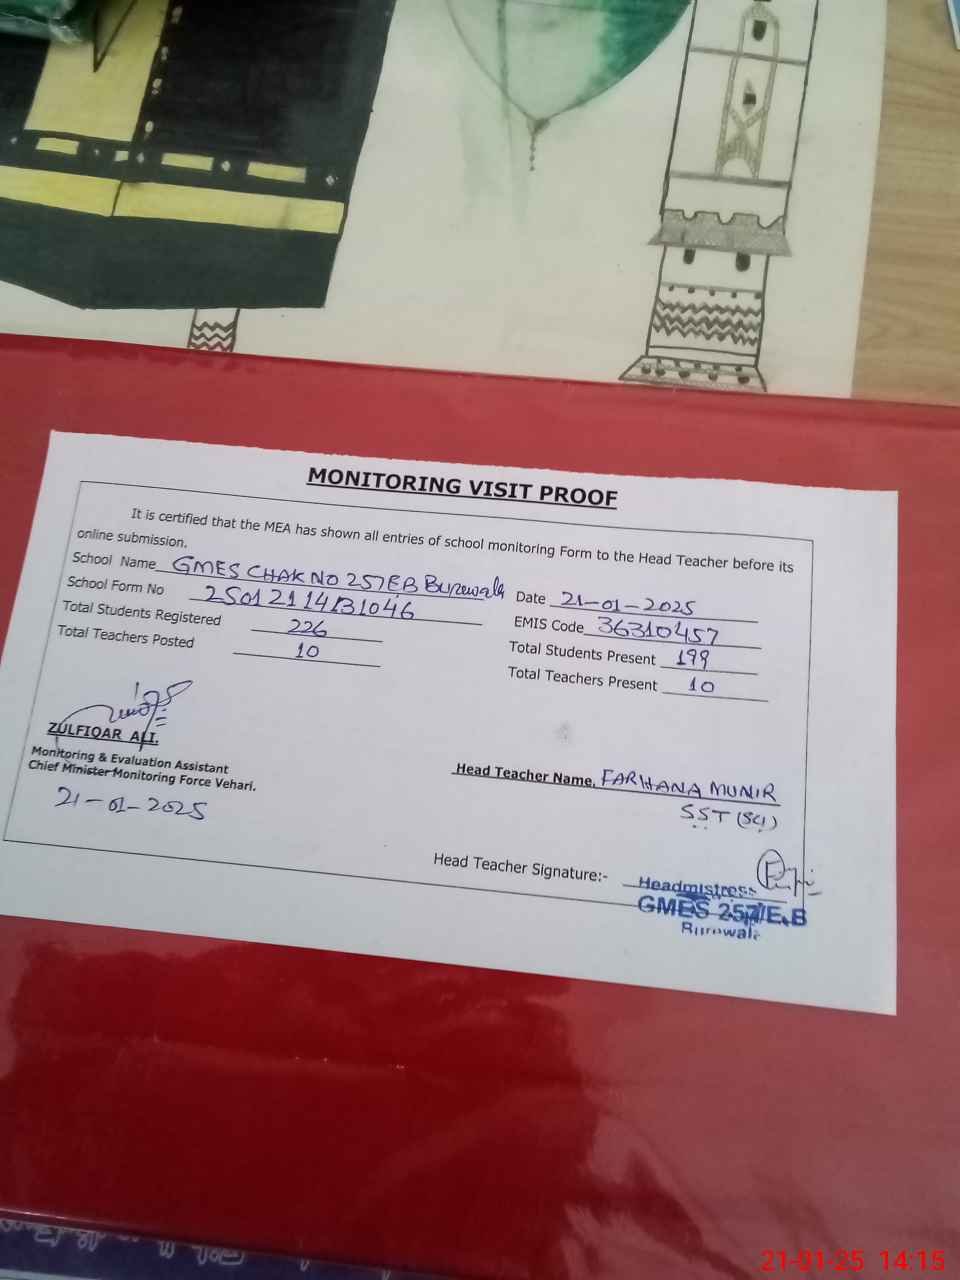 MONITORING VISIT PROOF
It is certified that the MEA has shown all entries of school monitoring Form to the Head Teacher before its
online submission.
School Name GMES CHAK NO 257 E.B Burewala
Date 21-01-2025
School Form No 25012114131046
EMIS Code 36310457
Total Students Registered 226
Total Students Present 199
Total Teachers Posted 10
Total Teachers Present 10
ZULFIQAR ALI.
Monitoring & Evaluation Assistant
Chief Minister Monitoring Force Vehari.
21-01-2025
Head Teacher Name. FARHANA MUNIR
SST (Sci)
Head Teacher Signature:-
Headmistress
GMES 257/E.B
Burewala
21-01-25 14:15